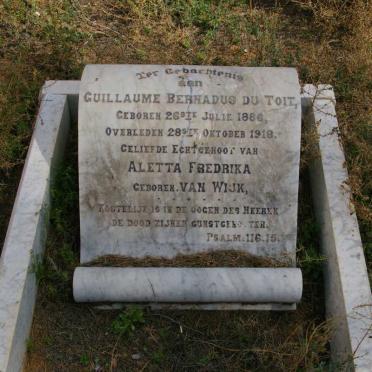 Ter Gedachtenis
aan
GUILLAUME BERNADUS DU TOIT,
GEBOREN 26STE JULIE 1886,
OVERLEDEN 28STE OKTOBER 1918.
GELIEFDE ECHTGENOOT VAN
ALETTA FREDRIKA
GEBOREN. VAN WIJK,
KOSTELIJK IS IN DE OOGEN DES HEEREN
DE DOOD ZIJNER GUNSTGENOOTEN.
PSALM. 116.15.